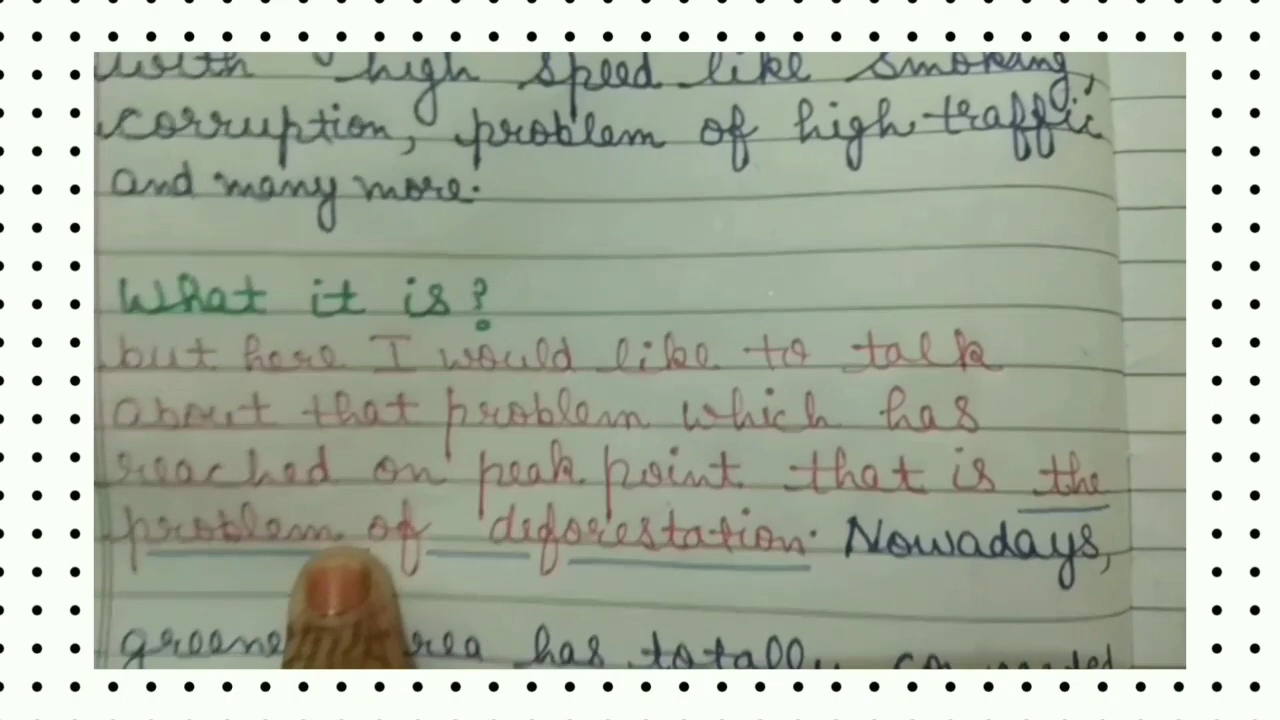 with high speed like smoking,
corruption, problem of high traffic
and many more.
What it is?
but here I would like to talk
about that problem which has
reached on peak point that is the
problem of deforestation. Nowadays,
has totally